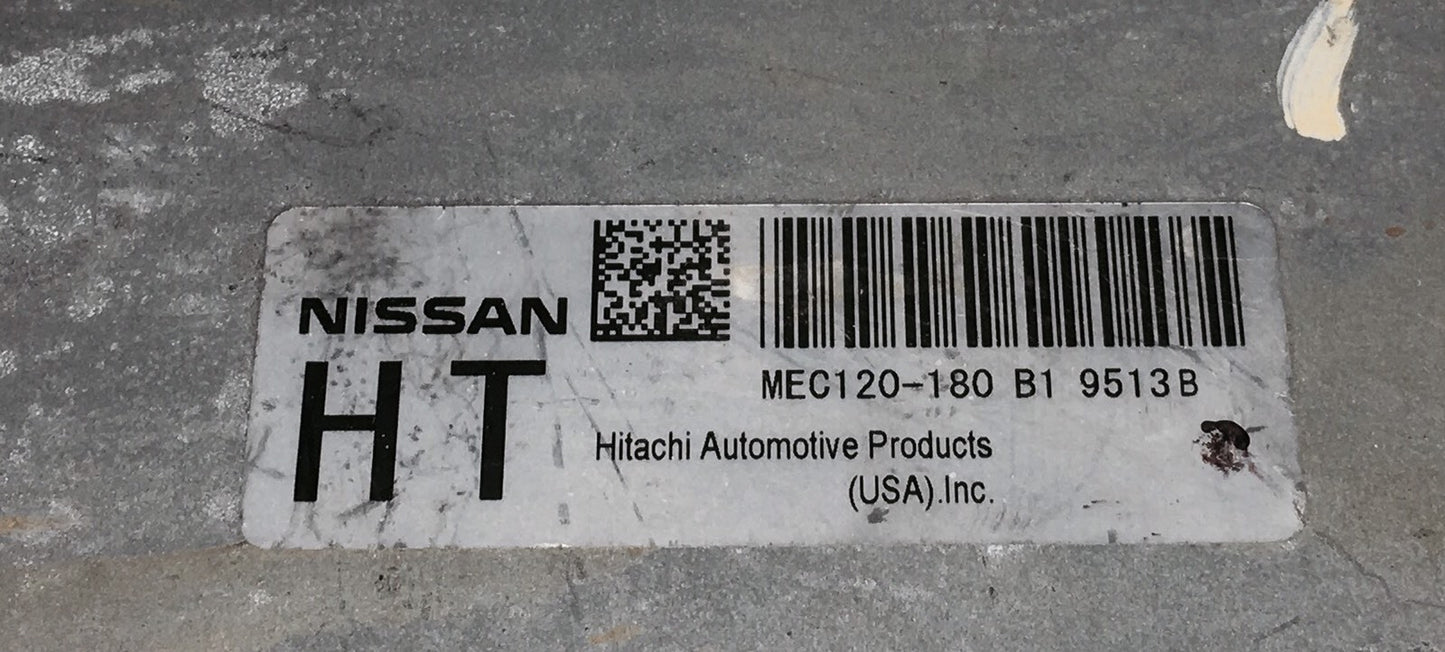 NISSAN
HT
MEC120-180 B1 9513B
Hitachi Automotive Products
(USA).Inc.